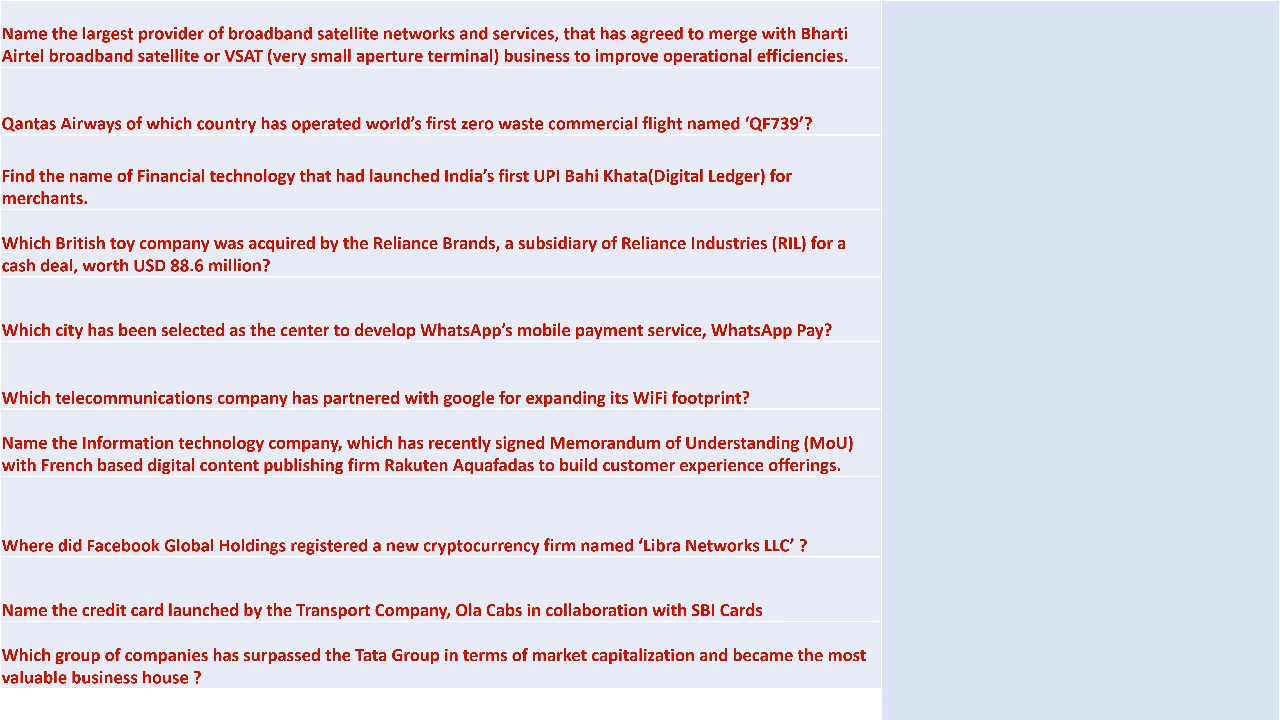 Name the largest provider of broadband satellite networks and services, that has agreed to merge with Bharti
Airtel broadband satellite or VSAT (very small aperture terminal) business to improve operational efficiencies.
Qantas Airways of which country has operated world’s first zero waste commercial flight named ‘QF739’?
Find the name of Financial technology that had launched India’s first UPI Bahi Khata(Digital Ledger) for
merchants.
Which British toy company was acquired by the Reliance Brands, a subsidiary of Reliance Industries (RIL) for a
cash deal, worth USD 88.6 million?
Which city has been selected as the center to develop WhatsApp’s mobile payment service, WhatsApp Pay?
Which telecommunications company has partnered with google for expanding its WiFi footprint?
Name the Information technology company, which has recently signed Memorandum of Understanding (MoU)
with French based digital content publishing firm Rakuten Aquafadas to build customer experience offerings.
Where did Facebook Global Holdings registered a new cryptocurrency firm named ‘Libra Networks LLC’ ?
Name the credit card launched by the Transport Company, Ola Cabs in collaboration with SBI Cards
Which group of companies has surpassed the Tata Group in terms of market capitalization and became the most
valuable business house ?